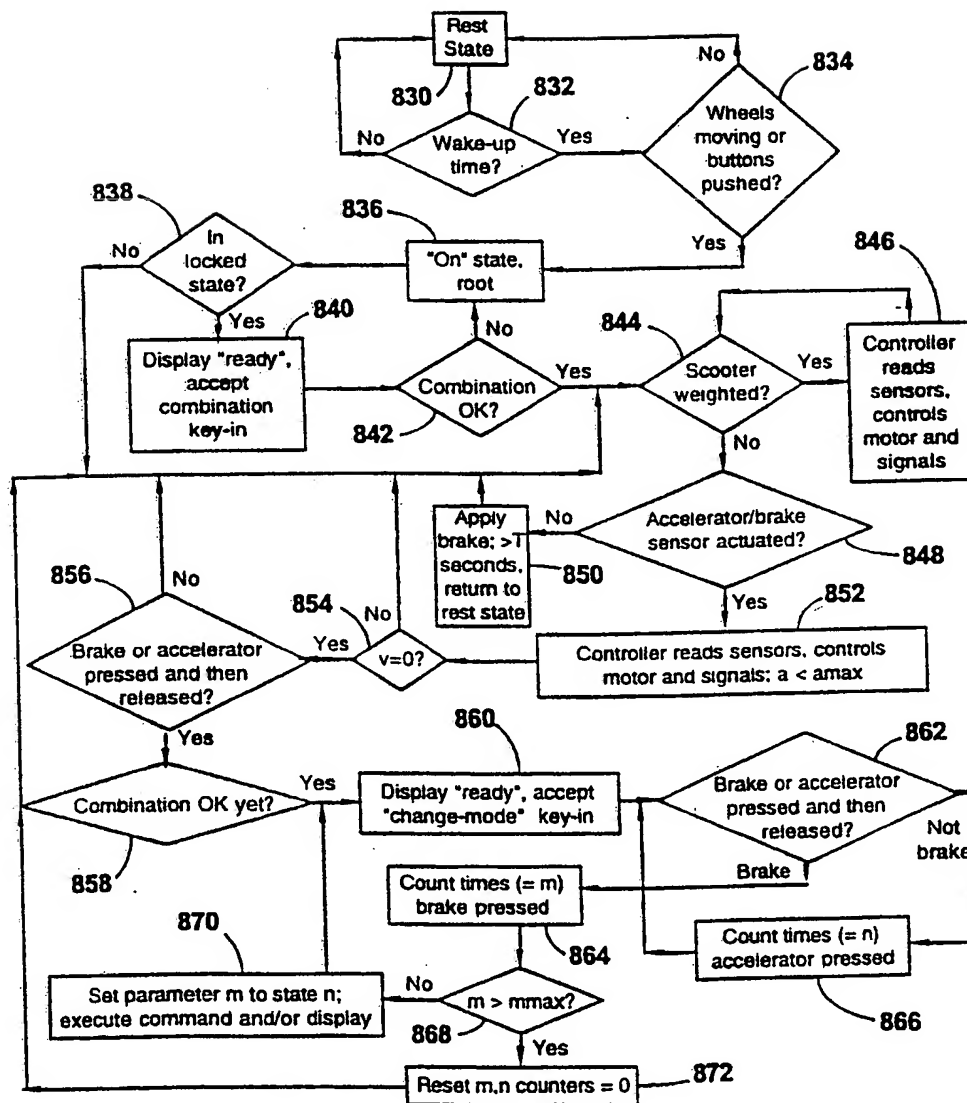 Rest
State
830
832
No
834
No
Wake-up
time?
Yes
Wheels
moving or
buttons
pushed?
838
836
Yes
846
No
In
locked
state?
"On" state,
root
Yes
840
No
844
Controller
reads
sensors,
controls
motor and
signals
Display "ready",
accept
combination
key-in
Combination
OK?
Yes
Scooter
weighted?
Yes
842
No
Apply
brake; >T
seconds,
return to
rest state
No
Accelerator/brake
sensor actuated?
848
856
No
850
Yes
852
854
No
Brake or accelerator
pressed and then
released?
Yes
v=0?
Controller reads sensors, controls
motor and signals; a < amax
Yes
860
862
Combination OK yet?
Yes
Display "ready", accept
"change-mode" key-in
Brake or accelerator
pressed and then
released?
Not
brake
858
Brake
Count times (= m)
brake pressed
870
864
Count times (= n)
accelerator pressed
Set parameter m to state n;
execute command and/or display
No
m > mmax?
868
866
Yes
Reset m,n counters = 0
872